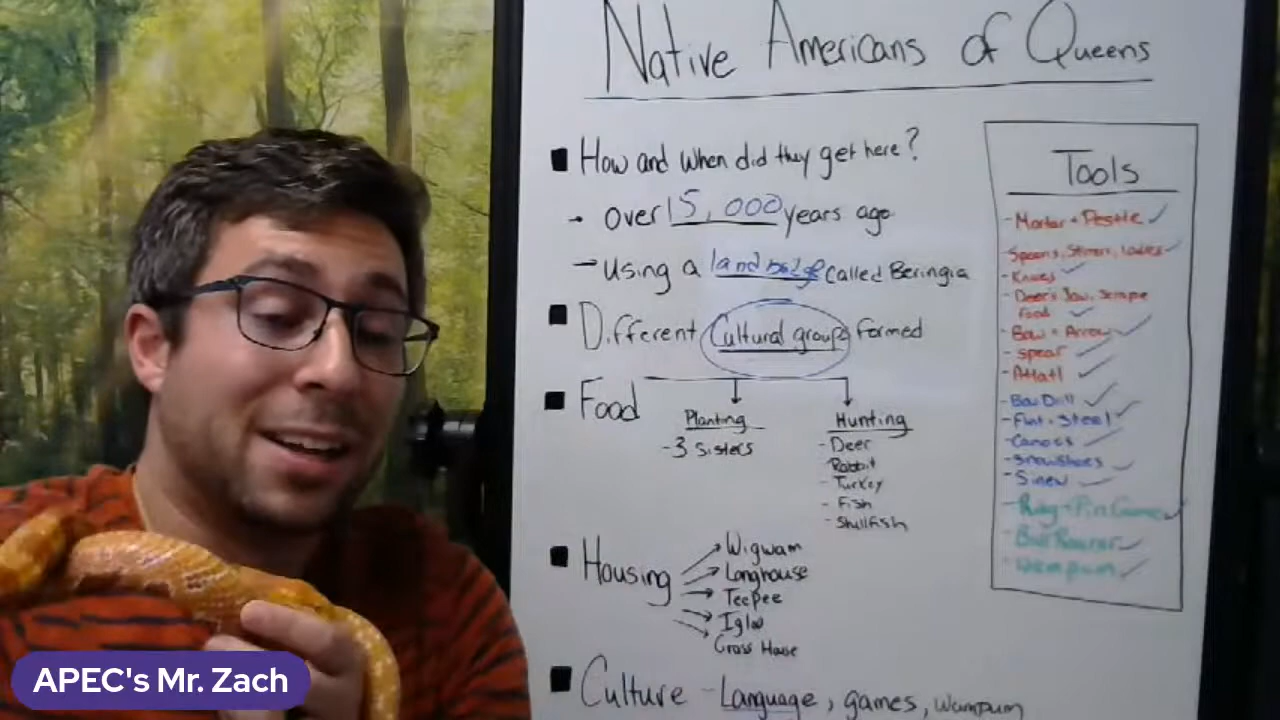 Native Americans of Queens
How and when did they get here?
- over 15,000 years ago
- Using a land bridge called Beringia
Different Cultural groups formed
Food
Planting
- 3 Sisters
Hunting
- Deer
Rabbit
- Turkey
- Fish
- Shellfish
Housing
Wigwam
Longhouse
TeePee
Igloo
Grass House
Culture - Language, games, wampum
Tools
- Mortar + Pestle ✓
Spoons, Stirrers, Ladles ✓
- Knives ✓
- Deer's Jaw, Scrape
Food ✓
- Bow + Arrow ✓
- Spear ✓
- Atlatl ✓
- Bow Drill ✓
- Flint + Steel ✓
- Canoes ✓
- Snowshoes ✓
- Sinew ✓
- Ring + Pin Game ✓
- Bull Roarer ✓
- Wampum ✓
APEC's Mr. Zach